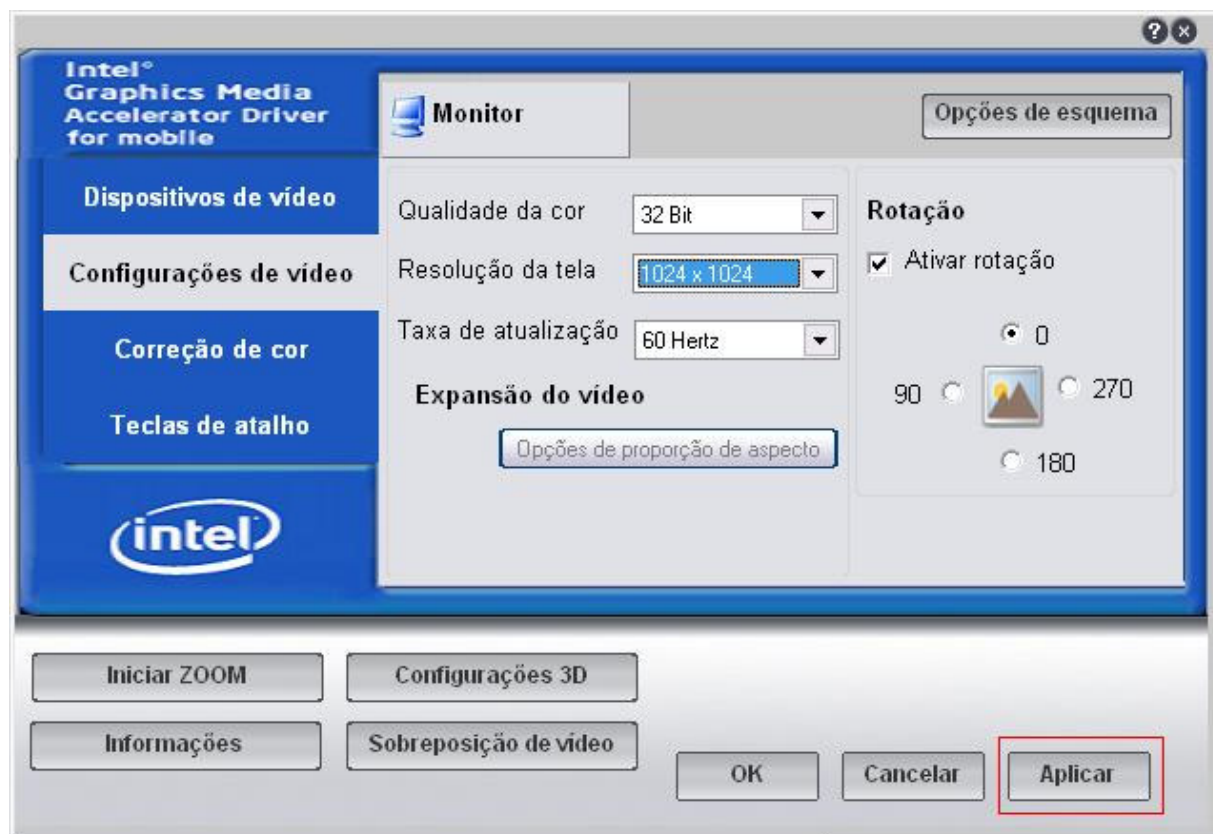 Intel®
Graphics Media
Accelerator Driver
for mobile
Monitor
Opções de esquema
Dispositivos de vídeo
Configurações de vídeo
Correção de cor
Teclas de atalho
intel
Qualidade da cor
32 Bit
Resolução da tela
1024 x 1024
Taxa de atualização
60 Hertz
Expansão do vídeo
Opções de proporção de aspecto
Rotação
Ativar rotação
0
90
270
180
Iniciar ZOOM
Configurações 3D
Informações
Sobreposição de vídeo
OK
Cancelar
Aplicar